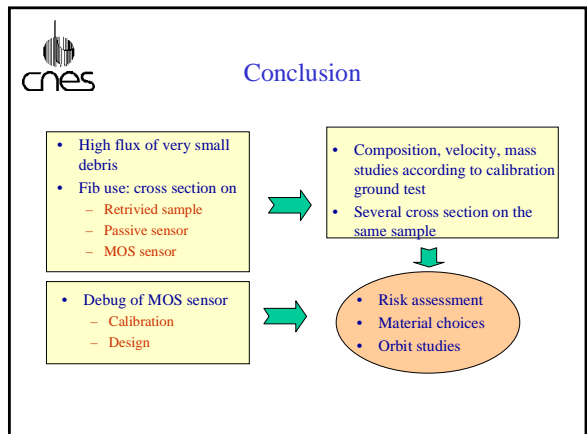 cnes
Conclusion
• High flux of very small
debris
• Fib use: cross section on
– Retrivied sample
– Passive sensor
– MOS sensor
• Composition, velocity, mass
studies according to calibration
ground test
• Several cross section on the
same sample
• Debug of MOS sensor
– Calibration
– Design
• Risk assessment
• Material choices
• Orbit studies